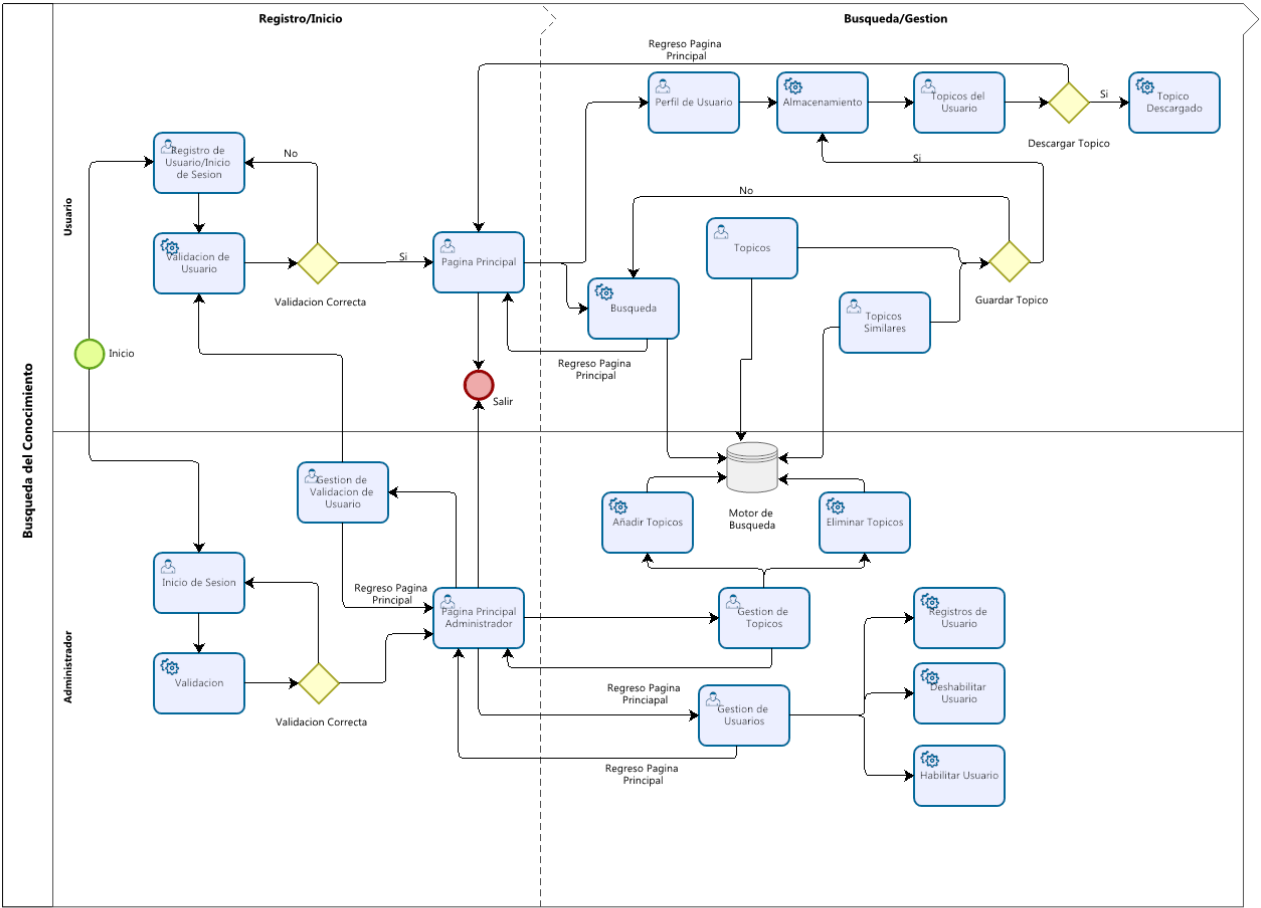 Registro/Inicio
Busqueda/Gestion
Busqueda del Conocimiento
Usuario
Administrador
Regreso Pagina
Principal
Perfil de Usuario
Almacenamiento
Topicos del
Usuario
Si
Topico
Descargado
Descargar Topico
Registro de
Usuario/Inicio
de Sesion
No
Si
No
Validacion de
Usuario
Si
Pagina Principal
Topicos
Validacion Correcta
Busqueda
Guardar Topico
Topicos
Similares
Inicio
Regreso Pagina
Principal
Salir
Gestion de
Validacion de
Usuario
Motor de
Busqueda
Añadir Topicos
Eliminar Topicos
Inicio de Sesion
Regreso Pagina
Principal
Pagina Principal
Administrador
Gestion de
Topicos
Registros de
Usuario
Validacion
Validacion Correcta
Regreso Pagina
Princiapal
Gestion de
Usuarios
Deshabilitar
Usuario
Regreso Pagina
Principal
Habilitar Usuario